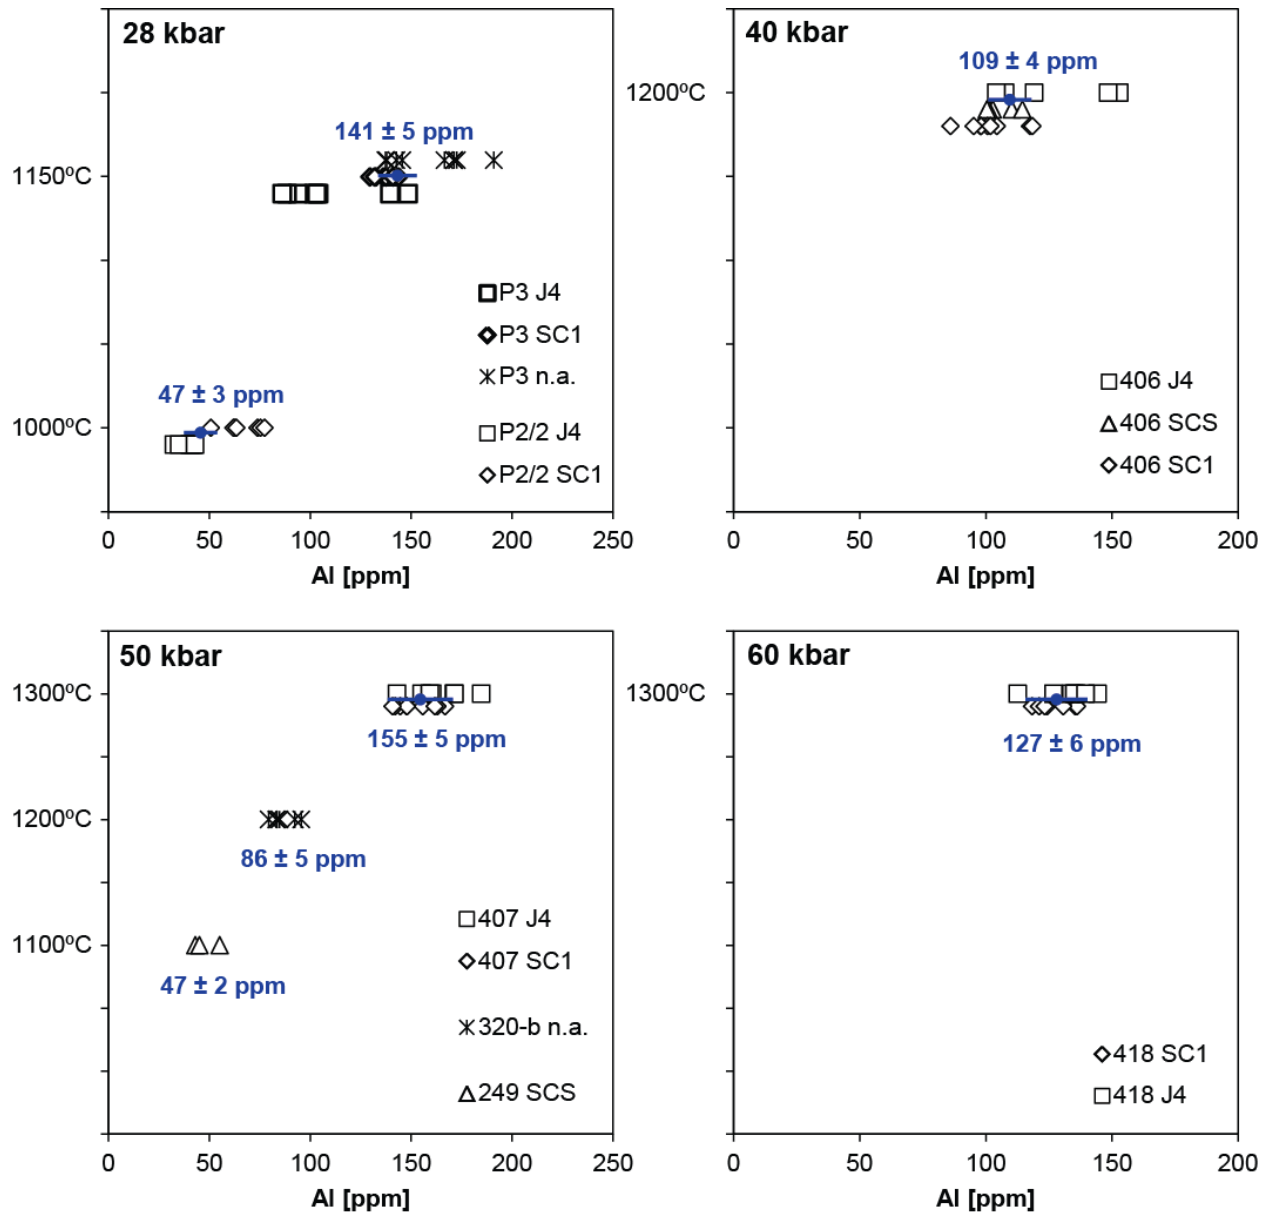 28 kbar
141 ± 5 ppm
1150ºC
P3 J4
P3 SC1
P3 n.a.
47 ± 3 ppm
1000ºC
P2/2 J4
P2/2 SC1
0 50 100 150 200 250
Al [ppm]
40 kbar
109 ± 4 ppm
1200ºC
406 J4
406 SCS
406 SC1
0 50 100 150 200
Al [ppm]
50 kbar
1300ºC
155 ± 5 ppm
1200ºC
86 ± 5 ppm
407 J4
1100ºC
407 SC1
47 ± 2 ppm
320-b n.a.
249 SCS
0 50 100 150 200 250
Al [ppm]
60 kbar
1300ºC
127 ± 6 ppm
418 SC1
418 J4
0 50 100 150 200
Al [ppm]